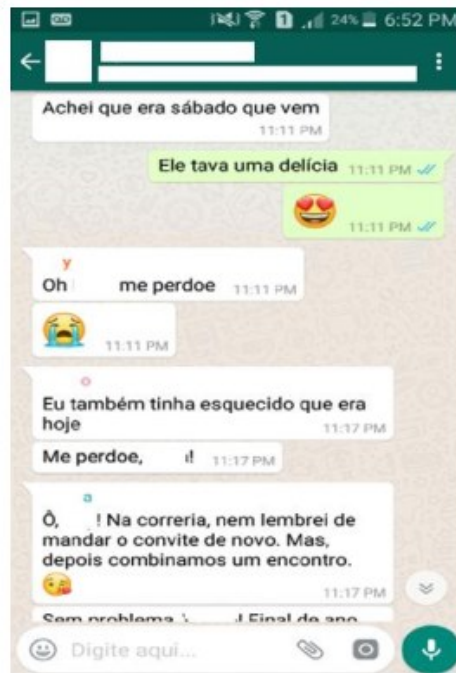 24% 6:52 PM
Achei que era sábado que vem
11:11 PM
Ele tava uma delícia 11:11 PM
11:11 PM
y
Oh me perdoe 11:11 PM
11:11 PM
o
Eu também tinha esquecido que era
hoje
11:17 PM
Me perdoe, ! 11:17 PM
a
Ô, ! Na correria, nem lembrei de
mandar o convite de novo. Mas,
depois combinamos um encontro.
11:17 PM
Sem problema, ! Final de ano
Digite aqui...